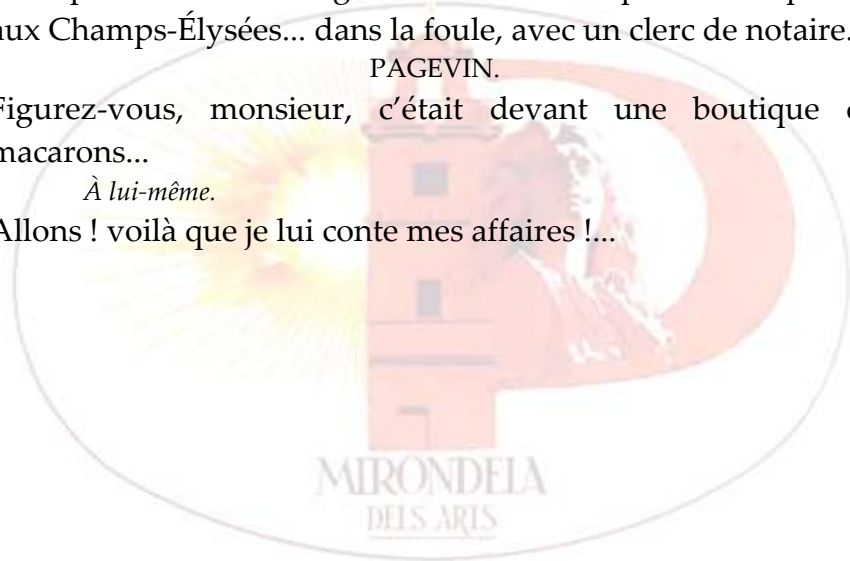 aux Champs-Élysées... dans la foule, avec un clerc de notaire.
PAGEVIN.
Figurez-vous, monsieur, c’était devant une boutique
macarons...
À lui-même.
Allons ! voilà que je lui conte mes affaires !...
MIRONDELA
DELS ARTS